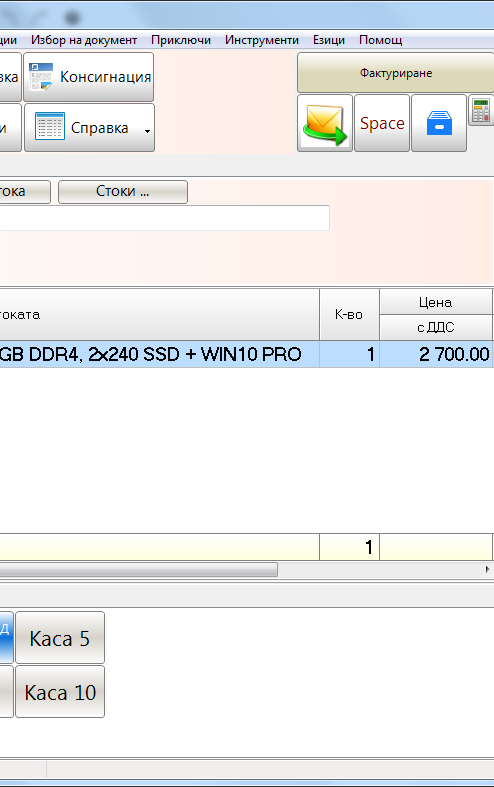 ции Избор на документ Приключи Инструменти Езици Помощ
вка Консигнация
Фактуриране
и Справка
Space
тока Стоки ...
оката К-во Цена
с ДДС
GB DDR4, 2x240 SSD + WIN10 PRO 1 2 700.00
1
д Каса 5
Каса 10